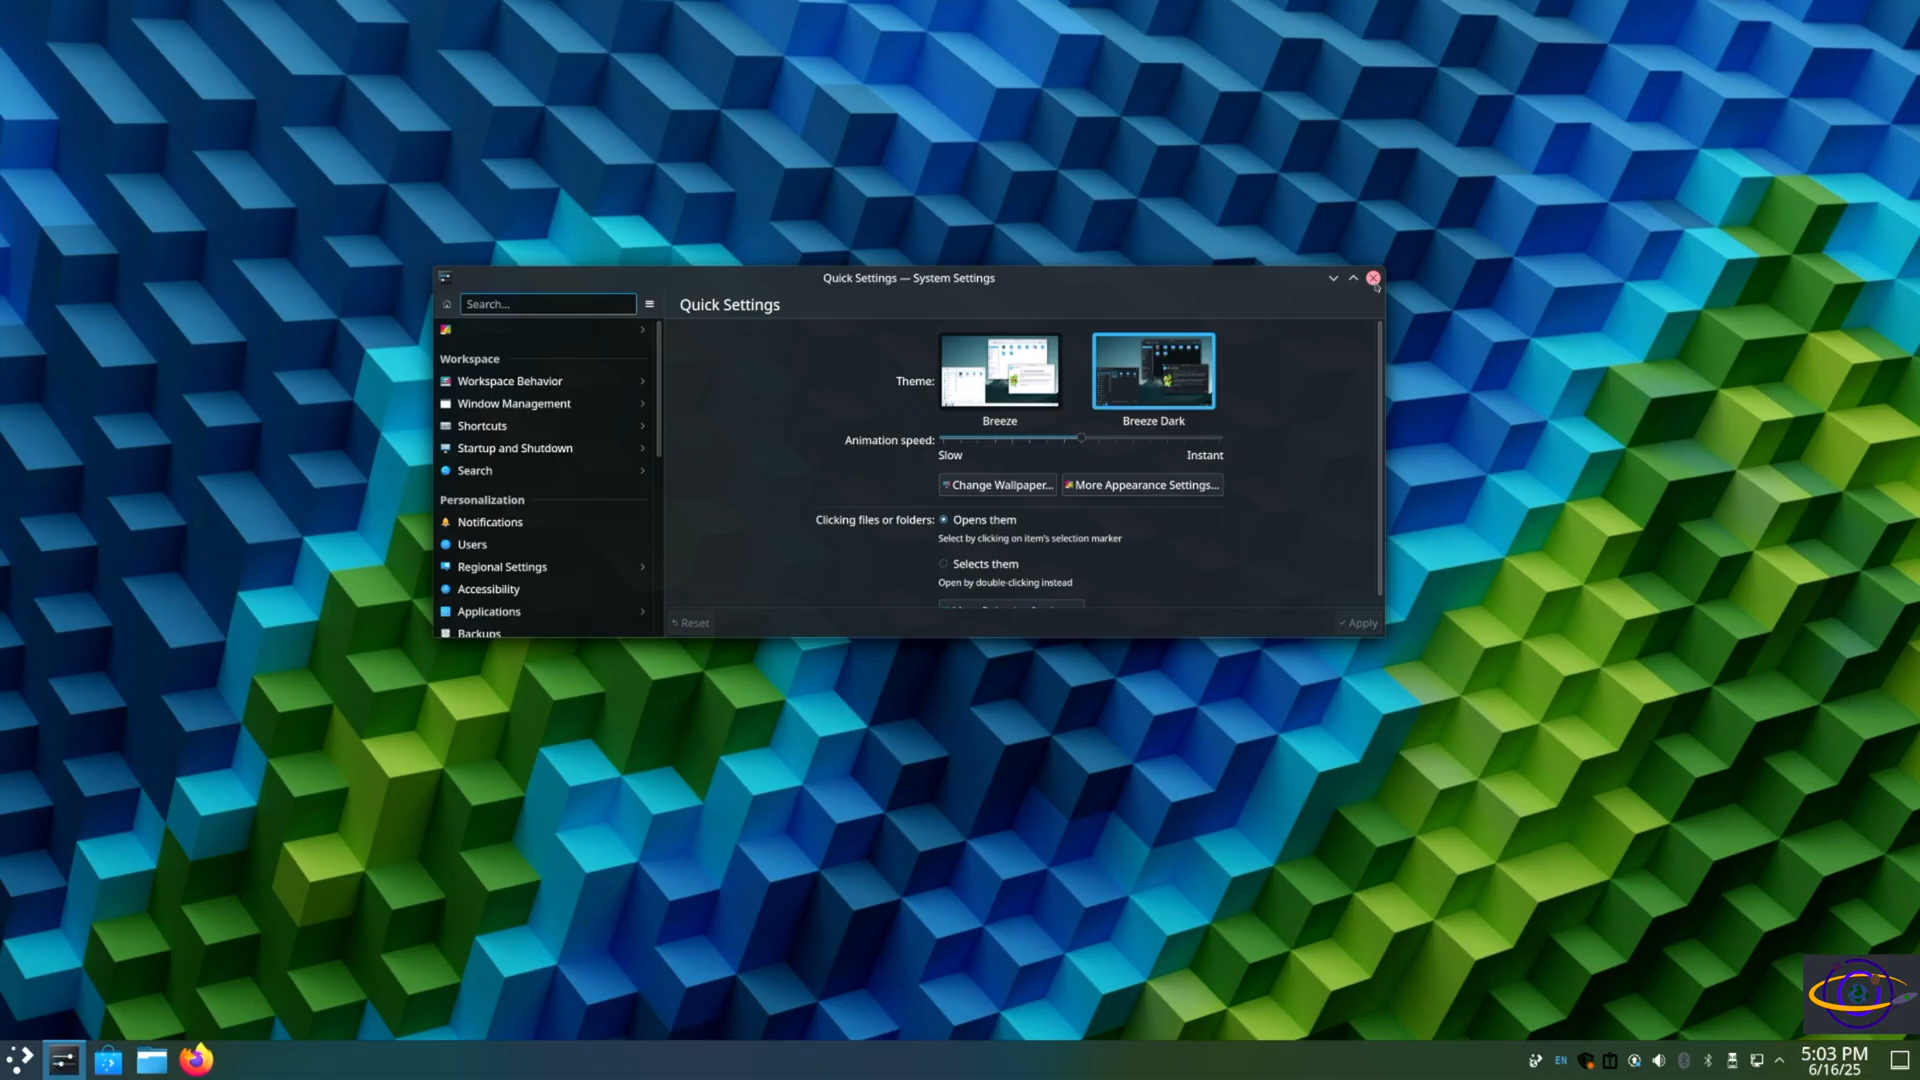 Quick Settings — System Settings
Search...
Quick Settings
Workspace
Workspace Behavior
Window Management
Shortcuts
Startup and Shutdown
Search
Personalization
Notifications
Users
Regional Settings
Accessibility
Applications
Backups
Theme:
Breeze
Breeze Dark
Animation speed:
Slow
Instant
Change Wallpaper...
More Appearance Settings...
Clicking files or folders:
Opens them
Select by clicking on item's selection marker
Selects them
Open by double-clicking instead
Reset
Apply
EN
5:03 PM
6/16/25